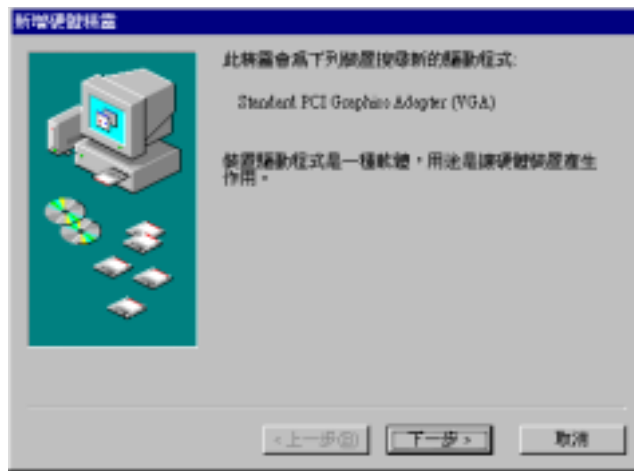 新增硬體精靈
此精靈會為下列裝置搜尋新的驅動程式:
Standard PCI Graphics Adapter (VGA)
裝置驅動程式是一種軟體，用途是讓硬體裝置產生
作用。
<上一步(B)
下一步 >
取消